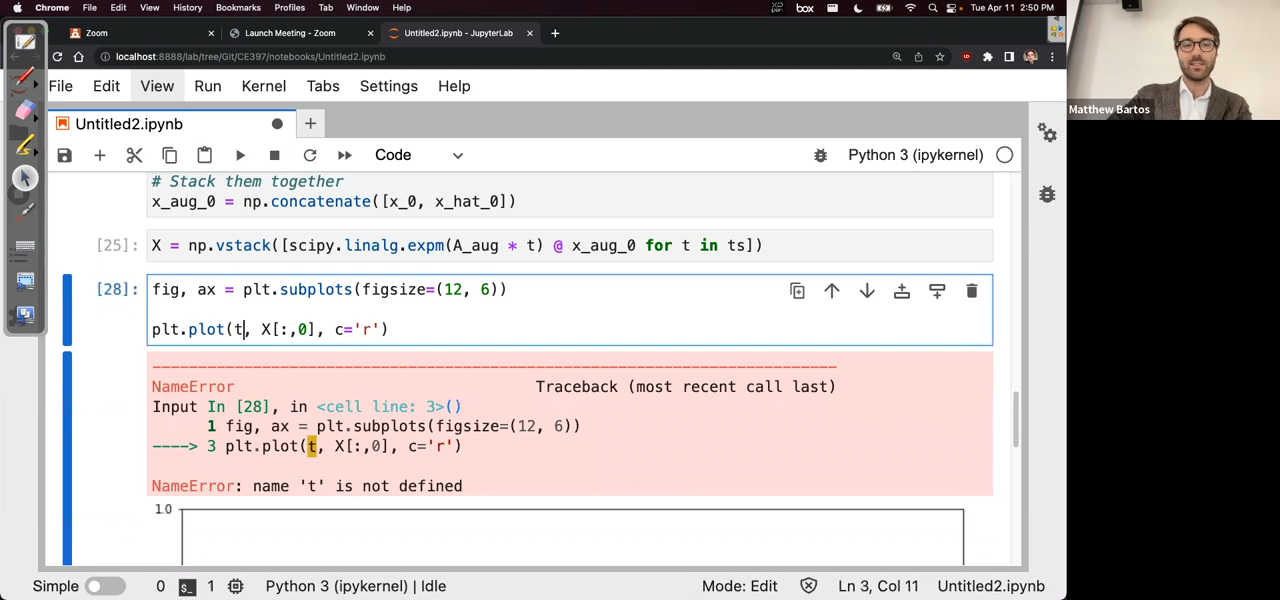 Chrome File Edit View History Bookmarks Profiles Tab Window Help box Tue Apr 11 2:50 PM
Zoom Launch Meeting - Zoom Untitled2.ipynb - JupyterLab
localhost:8888/lab/tree/Git/CE397/notebooks/Untitled2.ipynb
File Edit View Run Kernel Tabs Settings Help
Untitled2.ipynb
Code Python 3 (ipykernel)
# Stack them together
x_aug_0 = np.concatenate([x_0, x_hat_0])
[25]: X = np.vstack([scipy.linalg.expm(A_aug * t) @ x_aug_0 for t in ts])
[28]: fig, ax = plt.subplots(figsize=(12, 6))
plt.plot(t, X[:,0], c='r')
---------------------------------------------------------------------------
NameError Traceback (most recent call last)
Input In [28], in <cell line: 3>()
1 fig, ax = plt.subplots(figsize=(12, 6))
----> 3 plt.plot(t, X[:,0], c='r')
NameError: name 't' is not defined
1.0
Simple 0 1 Python 3 (ipykernel) | Idle Mode: Edit Ln 3, Col 11 Untitled2.ipynb
Matthew Bartos